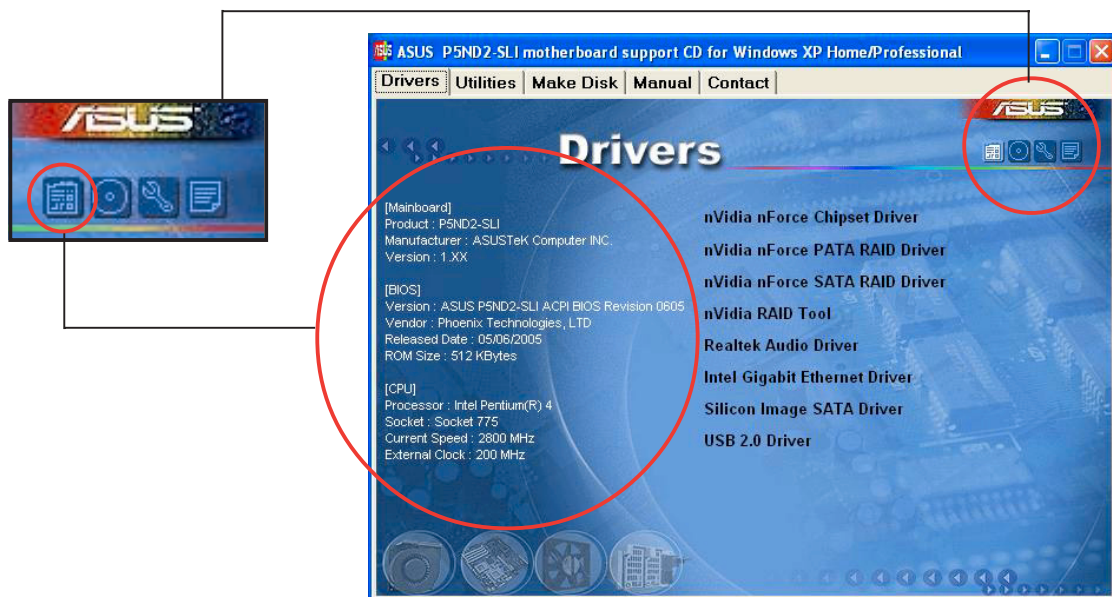 ASUS P5ND2-SLI motherboard support CD for Windows XP Home/Professional
Drivers Utilities Make Disk Manual Contact
ASUS
ASUS
Drivers
[Mainboard]
Product : P5ND2-SLI
Manufacturer : ASUSTeK Computer INC.
Version : 1.XX
[BIOS]
Version : ASUS P5ND2-SLI ACPI BIOS Revision 0605
Vendor : Phoenix Technologies, LTD
Released Date : 05/06/2005
ROM Size : 512 KBytes
[CPU]
Processor : Intel Pentium(R) 4
Socket : Socket 775
Current Speed : 2800 MHz
External Clock : 200 MHz
nVidia nForce Chipset Driver
nVidia nForce PATA RAID Driver
nVidia nForce SATA RAID Driver
nVidia RAID Tool
Realtek Audio Driver
Intel Gigabit Ethernet Driver
Silicon Image SATA Driver
USB 2.0 Driver